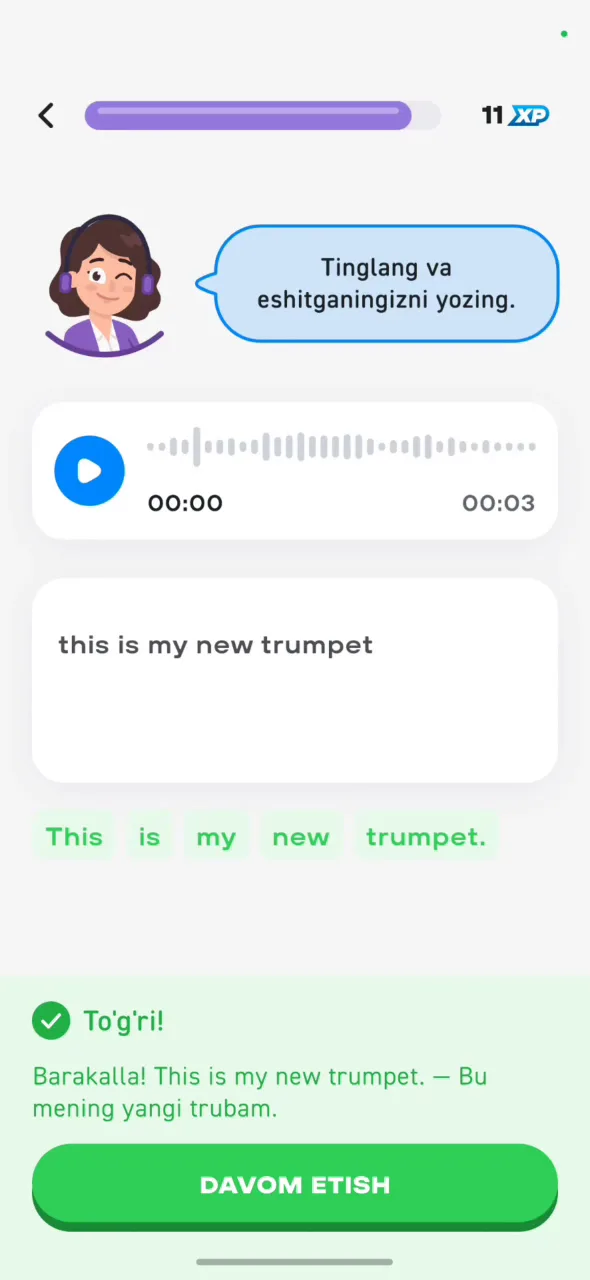 11 XP
Tinglang va
eshitganingizni yozing.
00:00 00:03
this is my new trumpet
This is my new trumpet.
To'g'ri!
Barakalla! This is my new trumpet. — Bu
mening yangi trubam.
DAVOM ETISH